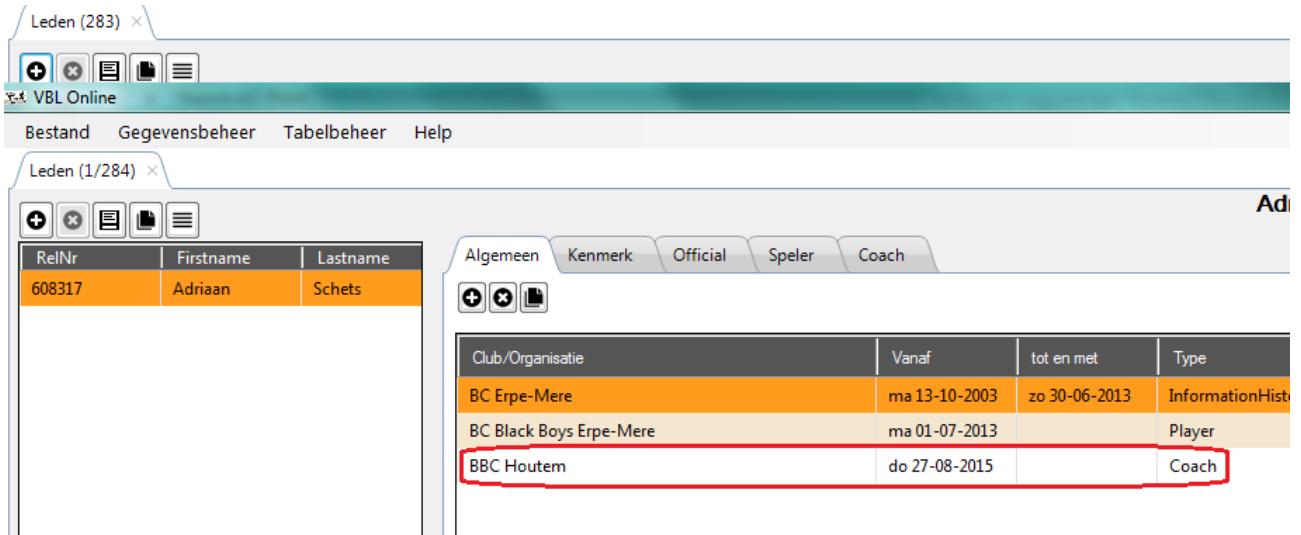 Leden (283)
VBL Online
Bestand Gegevensbeheer Tabelbeheer Help
Leden (1/284)
RelNr Firstname Lastname
608317 Adriaan Schets
Algemeen Kenmerk Official Speler Coach
Club/Organisatie Vanaf tot en met Type
BC Erpe-Mere ma 13-10-2003 zo 30-06-2013
BC Black Boys Erpe-Mere ma 01-07-2013 Player
BBC Houtem do 27-08-2015 Coach